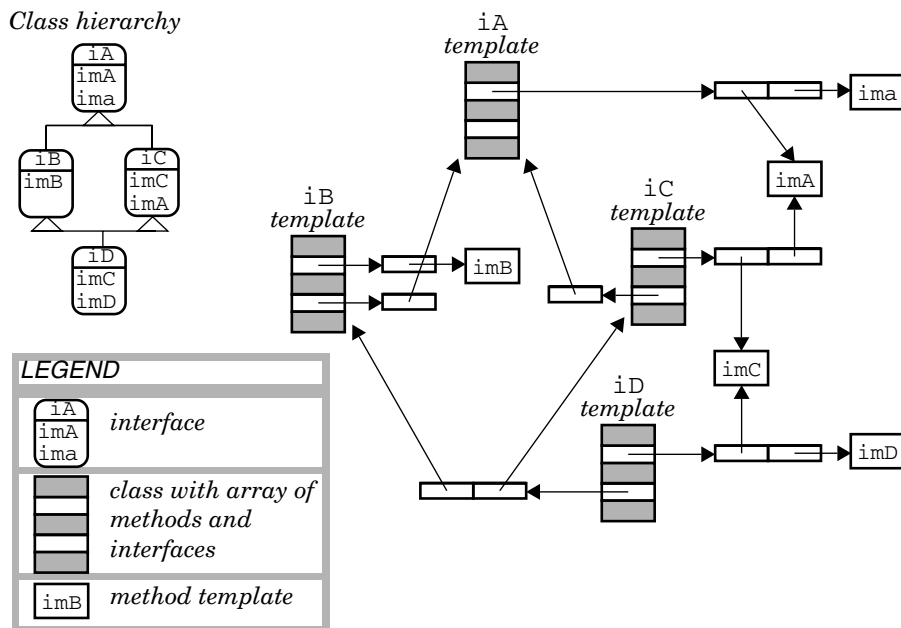 Class hierarchy
iA
imA
ima
iB
imB
iC
imC
imA
iD
imC
imD
iA
template
ima
imA
iB
template
imB
iC
template
imC
iD
template
imD
LEGEND
iA
imA
ima
interface
class with array of
methods and
interfaces
imB
method template